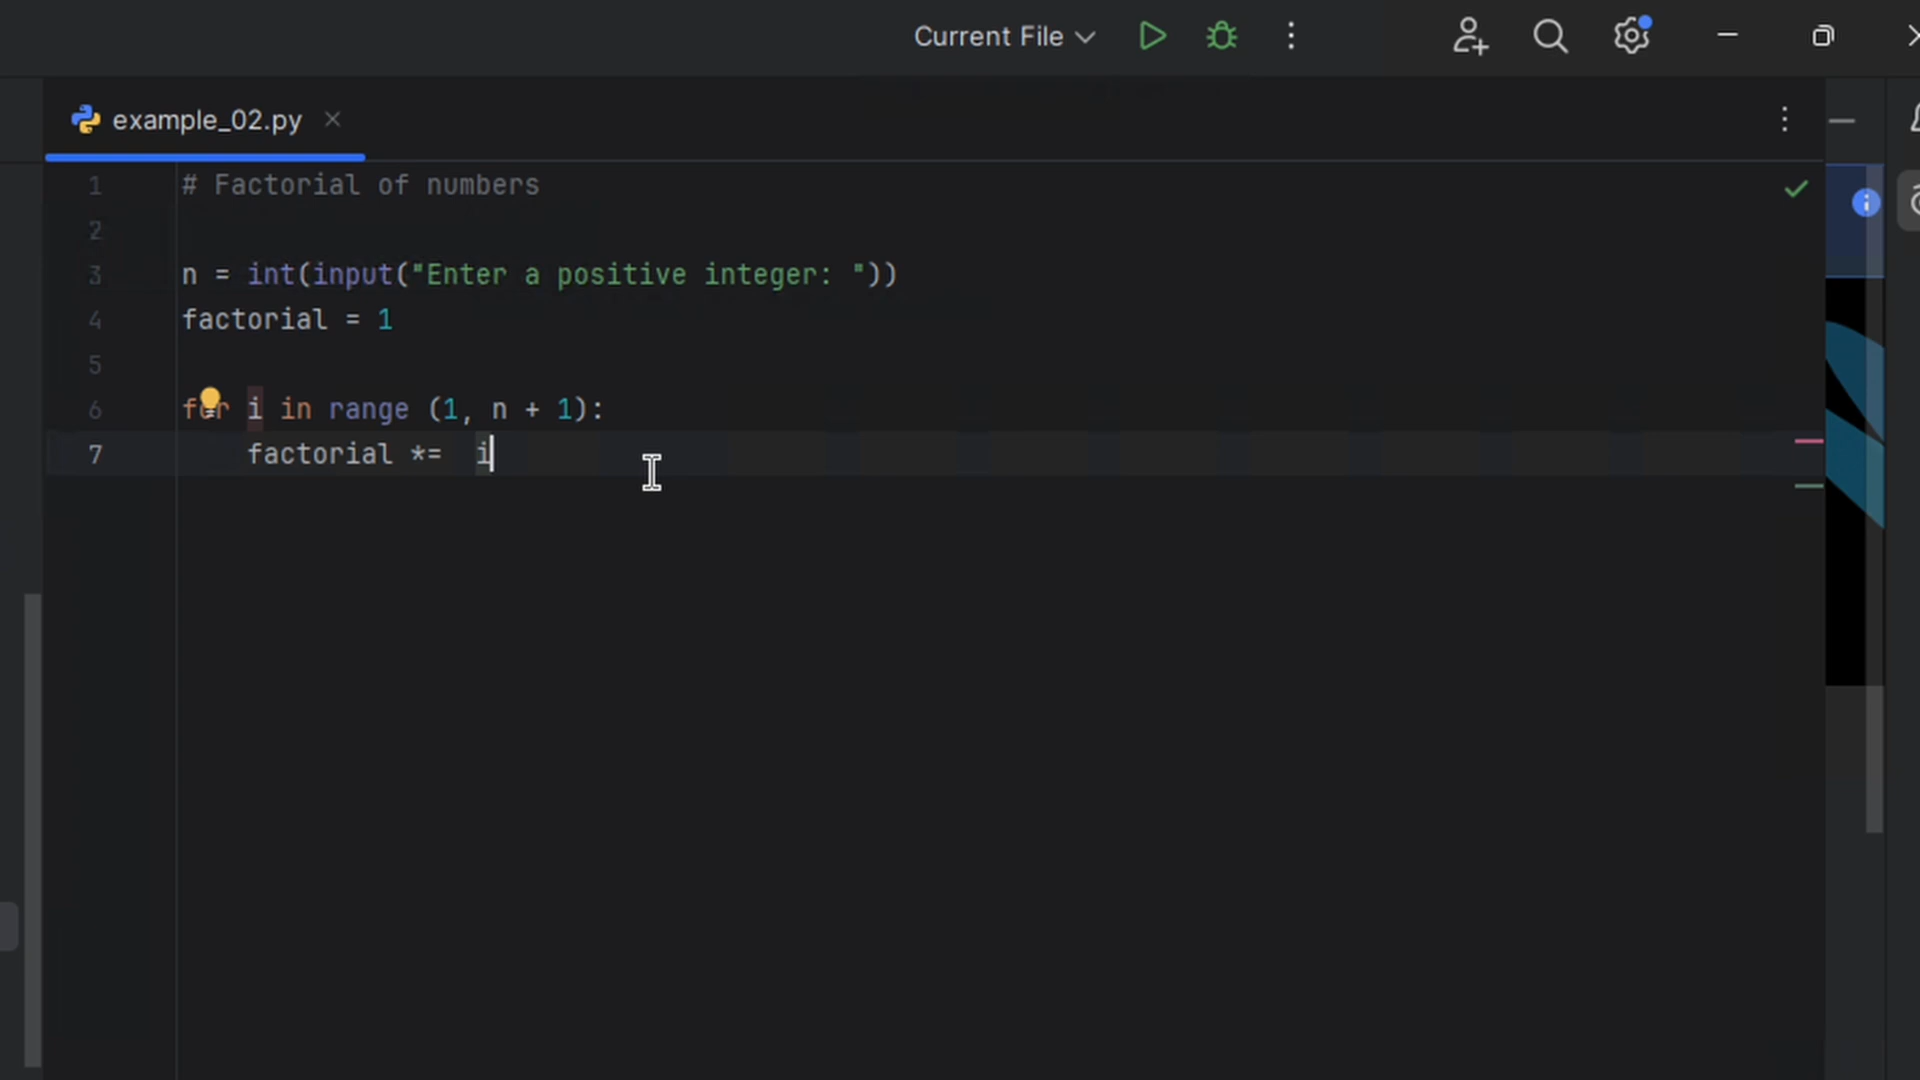 Current File
example_02.py
1 # Factorial of numbers
2
3 n = int(input("Enter a positive integer: "))
4 factorial = 1
5
6 for i in range (1, n + 1):
7     factorial *=  i